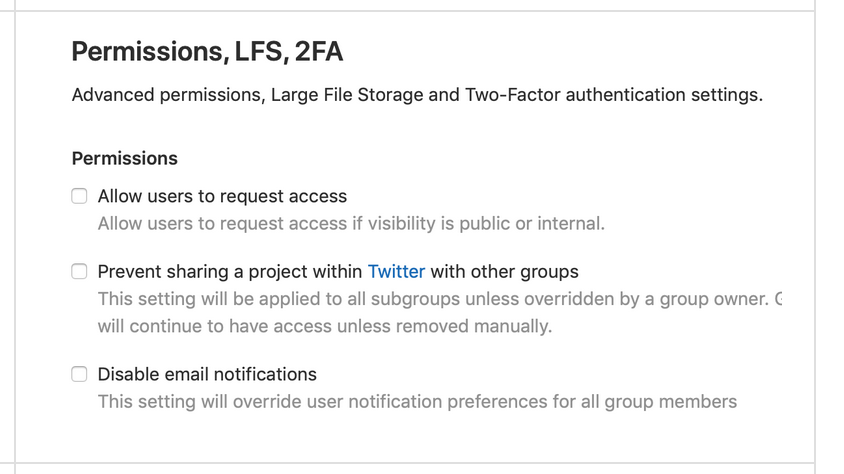 Permissions, LFS, 2FA
Advanced permissions, Large File Storage and Two-Factor authentication settings.
Permissions
Allow users to request access
Allow users to request access if visibility is public or internal.
Prevent sharing a project within Twitter with other groups
This setting will be applied to all subgroups unless overridden by a group owner.
will continue to have access unless removed manually.
Disable email notifications
This setting will override user notification preferences for all group members